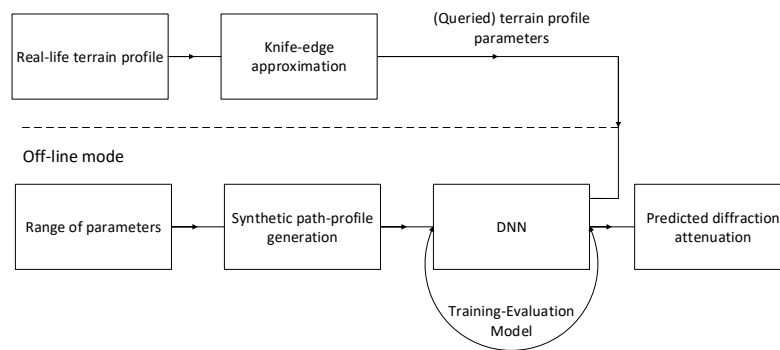 Real-life terrain profile
Knife-edge
approximation
(Queried) terrain profile
parameters
Off-line mode
Range of parameters
Synthetic path-profile
generation
DNN
Predicted diffraction
attenuation
Training-Evaluation
Model